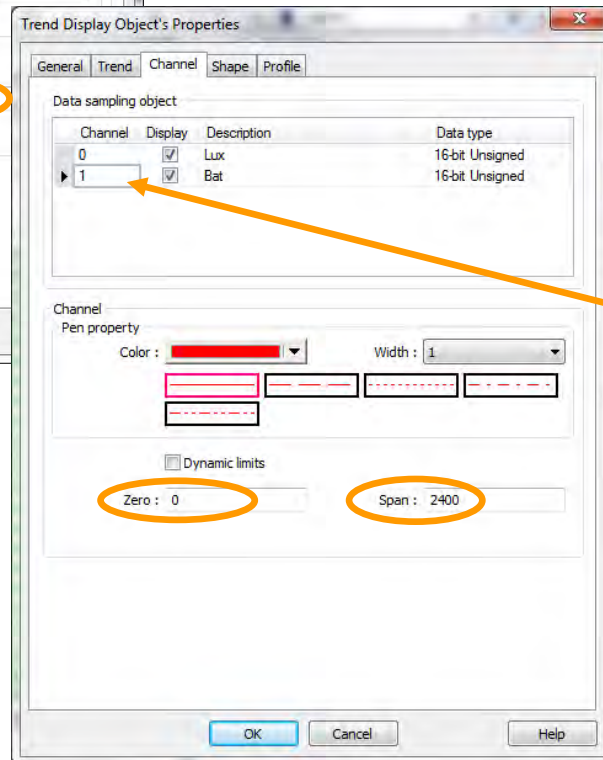 Trend Display Object's Properties
General Trend Channel Shape Profile
Data sampling object
Channel Display Description Data type
0 Lux 16-bit Unsigned
1 Bat 16-bit Unsigned
Channel
Pen property
Color : Width : 1
Dynamic limits
Zero : 0 Span : 2400
OK Cancel Help